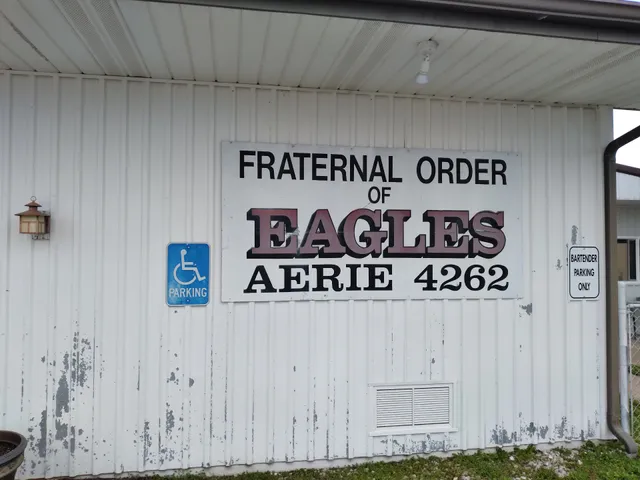 FRATERNAL ORDER
OF
EAGLES
AERIE 4262
PARKING
BARTENDER
PARKING
ONLY